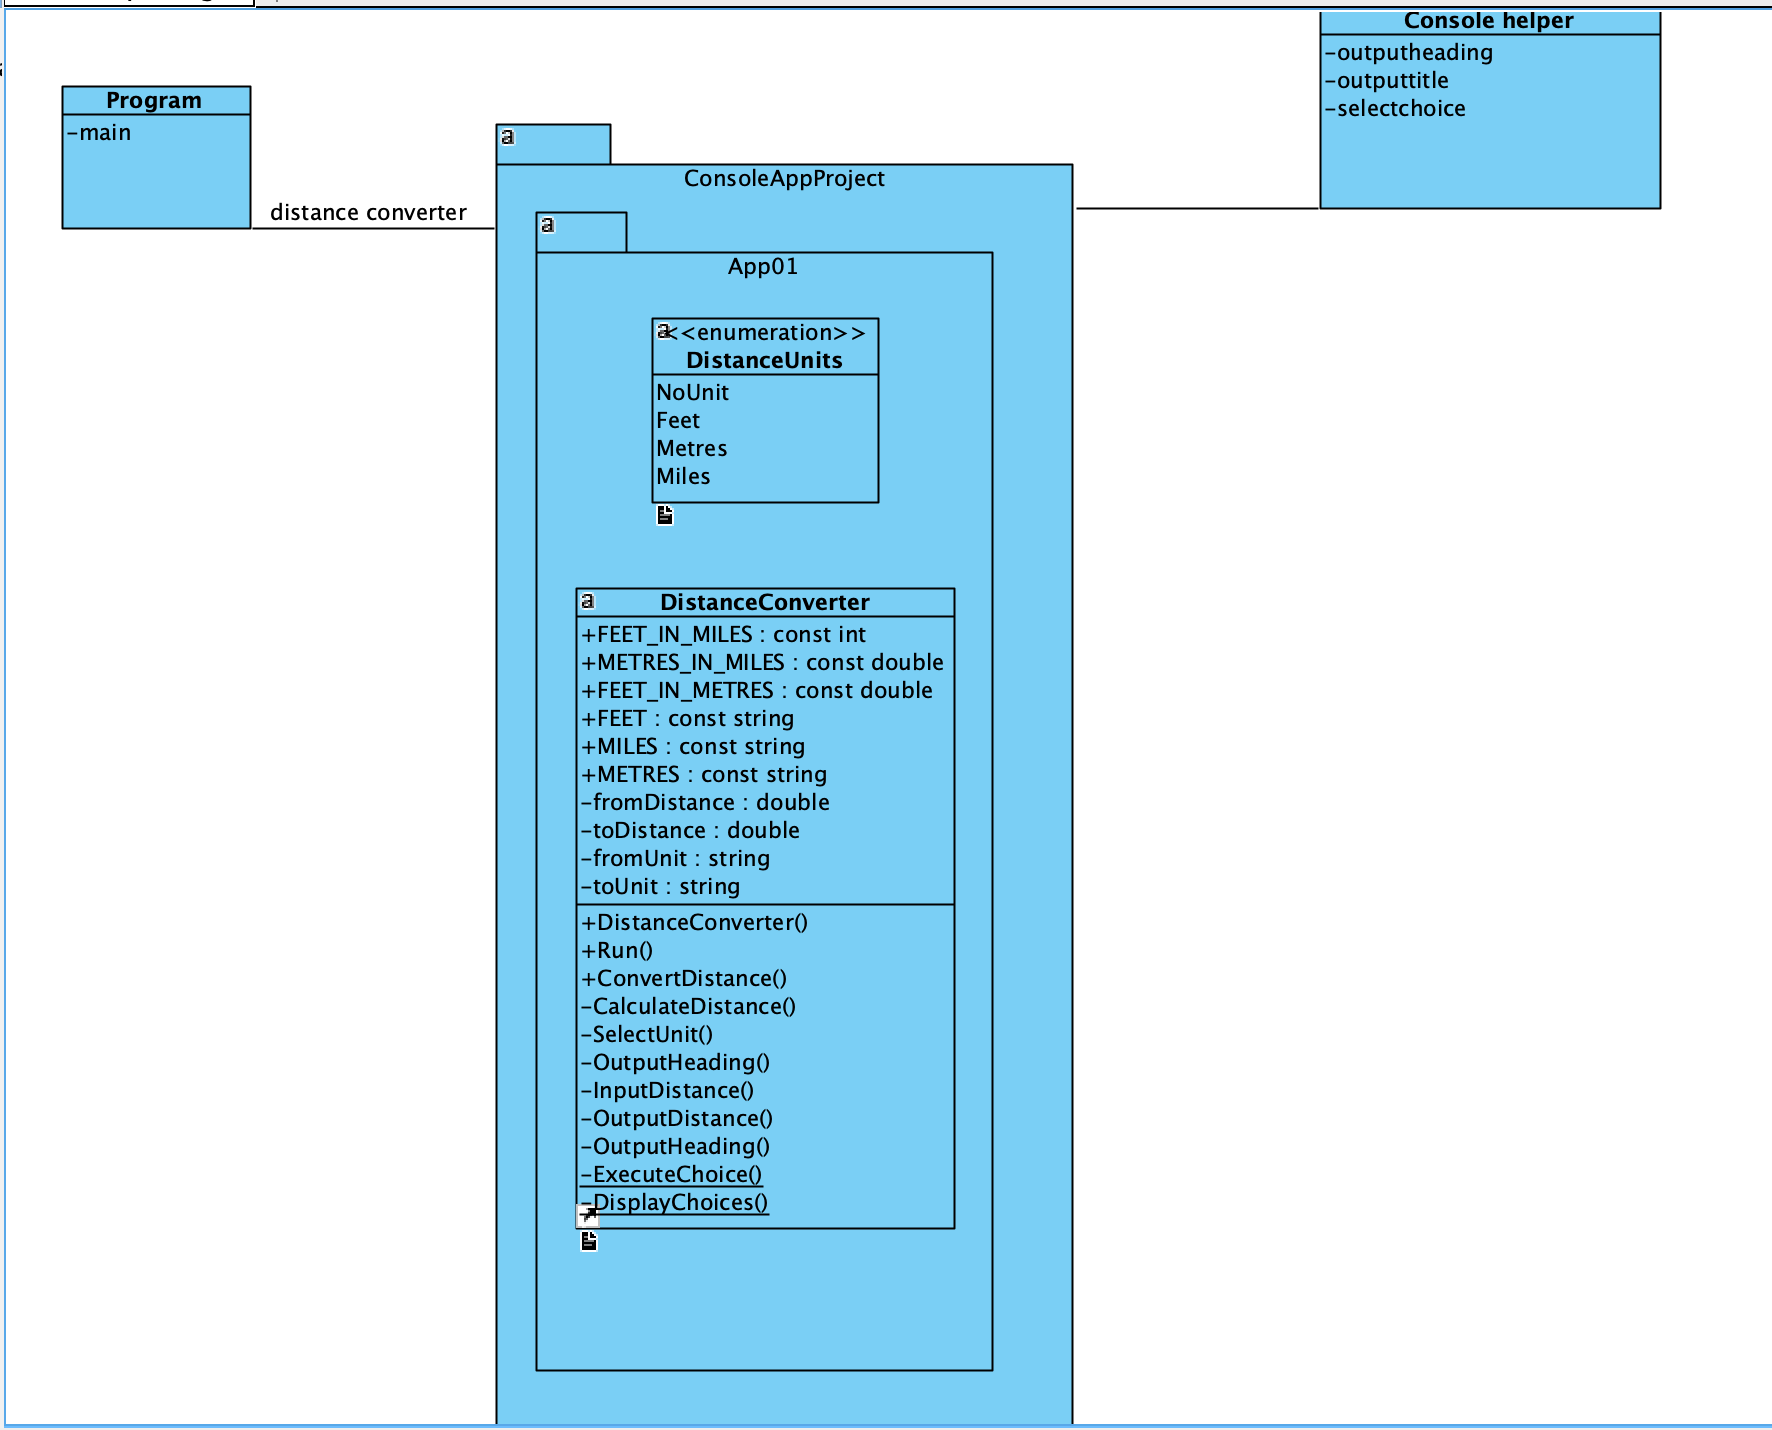 Console helper
-outputheading
-outputtitle
-selectchoice
Program
-main
distance converter
a
ConsoleAppProject
a
App01
a
<<enumeration>>
DistanceUnits
NoUnit
Feet
Metres
Miles
a
DistanceConverter
+FEET_IN_MILES : const int
+METRES_IN_MILES : const double
+FEET_IN_METRES : const double
+FEET : const string
+MILES : const string
+METRES : const string
-fromDistance : double
-toDistance : double
-fromUnit : string
-toUnit : string
+DistanceConverter()
+Run()
+ConvertDistance()
-CalculateDistance()
-SelectUnit()
-OutputHeading()
-InputDistance()
-OutputDistance()
-OutputHeading()
-ExecuteChoice()
-DisplayChoices()